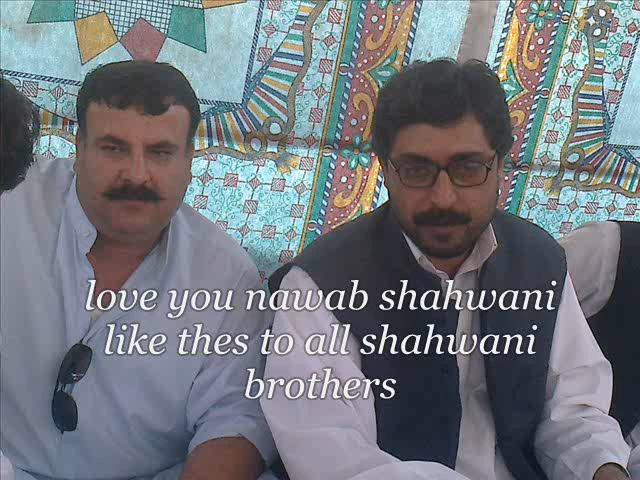 love you nawab shahwani
like thes to all shahwani
brothers